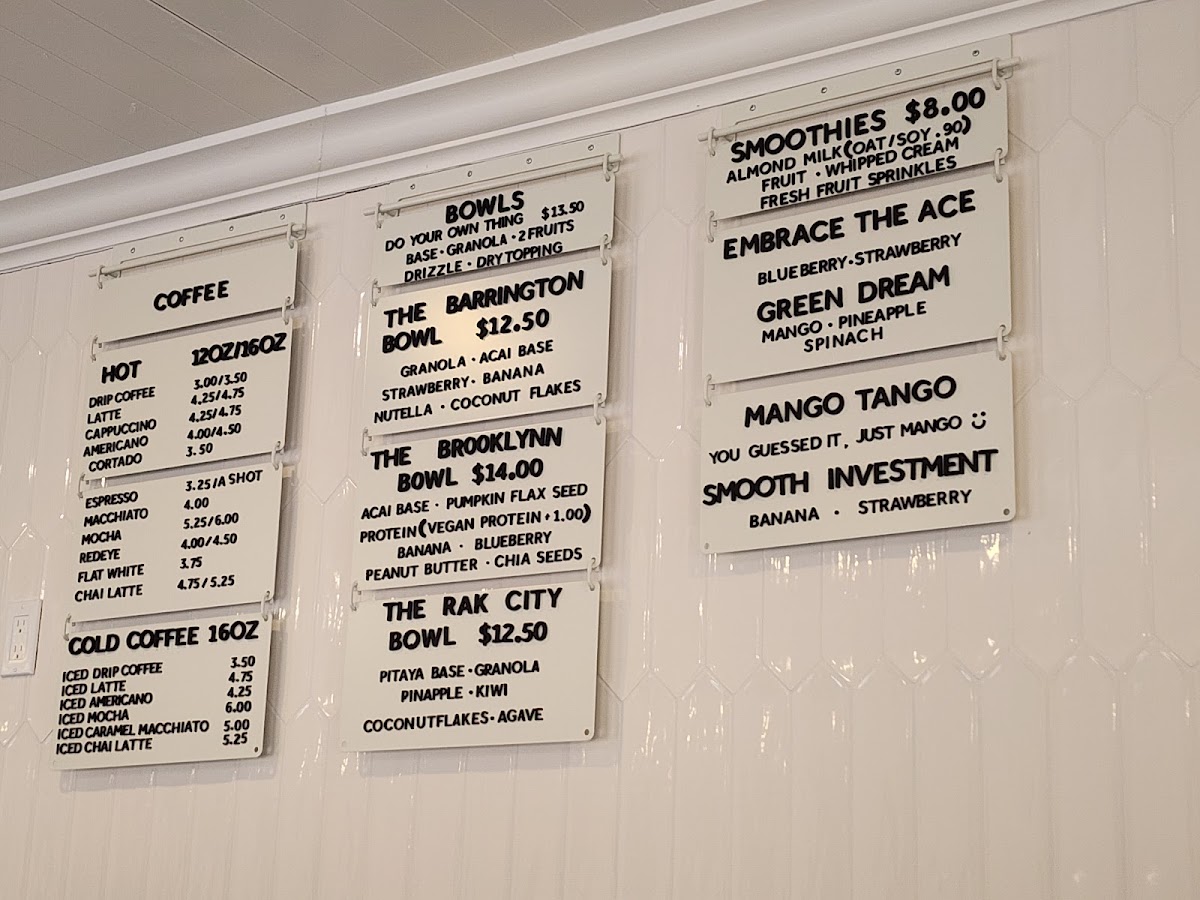 COFFEE
HOT 12OZ/16OZ
DRIP COFFEE 3.00/3.50
LATTE 4.25/4.75
CAPPUCCINO 4.25/4.75
AMERICANO 4.00/4.50
CORTADO 3.50
ESPRESSO 3.25/A SHOT
MACCHIATO 4.00
MOCHA 5.25/6.00
REDEYE 4.00/4.50
FLAT WHITE 3.75
CHAI LATTE 4.75/5.25
COLD COFFEE 16OZ
ICED DRIP COFFEE 3.50
ICED LATTE 4.75
ICED AMERICANO 4.25
ICED MOCHA 6.00
ICED CARAMEL MACCHIATO 5.00
ICED CHAI LATTE 5.25
BOWLS
DO YOUR OWN THING $13.50
BASE · GRANOLA · 2 FRUITS
DRIZZLE · DRY TOPPING
THE BARRINGTON
BOWL $12.50
GRANOLA · ACAI BASE
STRAWBERRY · BANANA
NUTELLA · COCONUT FLAKES
THE BROOKLYNN
BOWL $14.00
ACAI BASE · PUMPKIN FLAX SEED
PROTEIN (VEGAN PROTEIN + 1.00)
BANANA · BLUEBERRY
PEANUT BUTTER · CHIA SEEDS
THE RAK CITY
BOWL $12.50
PITAYA BASE · GRANOLA
PINAPPLE · KIWI
COCONUTFLAKES · AGAVE
SMOOTHIES $8.00
ALMOND MILK (OAT/SOY .90)
FRUIT · WHIPPED CREAM
FRESH FRUIT SPRINKLES
EMBRACE THE ACE
BLUEBERRY · STRAWBERRY
GREEN DREAM
MANGO · PINEAPPLE
SPINACH
MANGO TANGO
YOU GUESSED IT, JUST MANGO :)
SMOOTH INVESTMENT
BANANA · STRAWBERRY